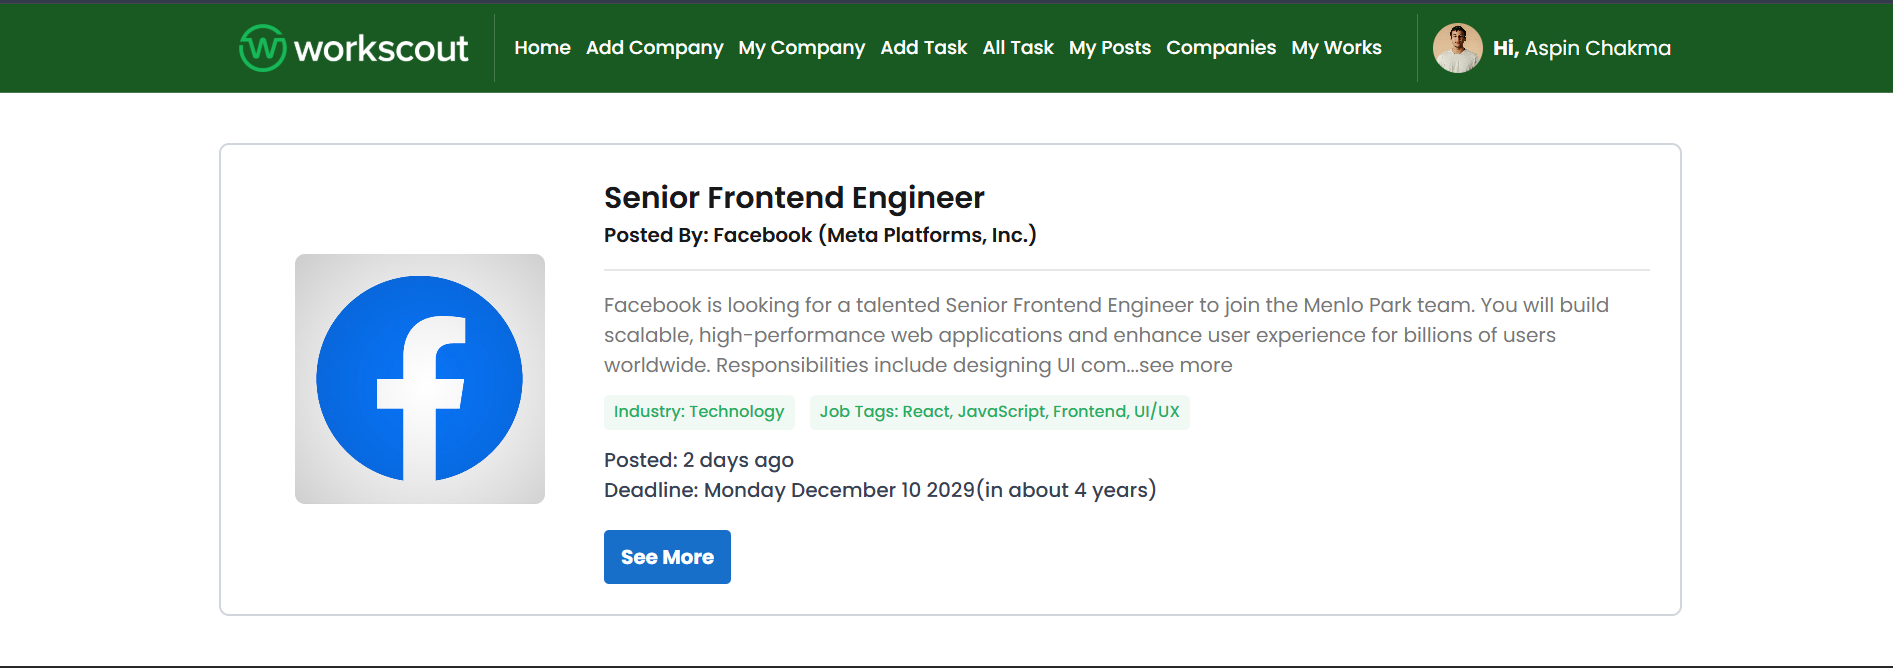 workscout
Home Add Company My Company Add Task All Task My Posts Companies My Works
Hi, Aspin Chakma
Senior Frontend Engineer
Posted By: Facebook (Meta Platforms, Inc.)
Facebook is looking for a talented Senior Frontend Engineer to join the Menlo Park team. You will build
scalable, high-performance web applications and enhance user experience for billions of users
worldwide. Responsibilities include designing UI com...see more
Industry: Technology
Job Tags: React, JavaScript, Frontend, UI/UX
Posted: 2 days ago
Deadline: Monday December 10 2029(in about 4 years)
See More